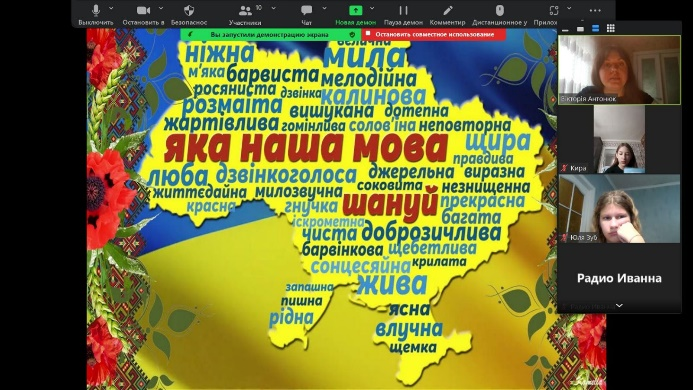 Выключить
Остановить в
Безопаснос
Участники
10
Чат
Новая демон
Пауза демон
Комментир
Дистанционное у
Прилож
Вы запустили демонстрацию экрана
Остановить совместное использование
велична
ніжна
мила
м'яка барвиста мелодійна
росяниста дзвінка калинова
розмаїта вишукана дотепна
жартівлива гомінлива солов'їна неповторна
яка наша мова щира
правдива
люба дзвінкоголоса джерельна виразна
життєдайна милозвучна соковита незнищенна
красна гнучка шануй прекрасна
іскрометна багата
чиста доброзичлива
барвінкова щебетлива
сонцесяйна крилата
запашна жива
пишна ясна
рідна влучна
щемка
Вікторія Антонюк
Кира
Юля Зуб
Радио Иванна